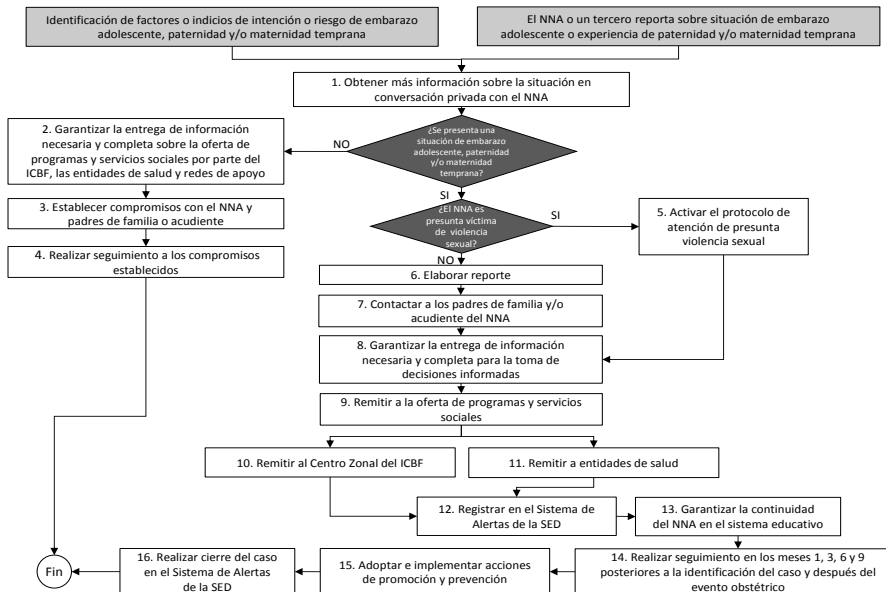 Identificación de factores o indicios de intención o riesgo de embarazo
adolescente, paternidad y/o maternidad temprana
El NNA o un tercero reporta sobre situación de embarazo
adolescente o experiencia de paternidad y/o maternidad temprana
1. Obtener más información sobre la situación en
conversación privada con el NNA
2. Garantizar la entrega de información
necesaria y completa sobre la oferta de
programas y servicios sociales por parte del
ICBF, las entidades de salud y redes de apoyo
NO
¿Se presenta una
situación de embarazo
adolescente, paternidad
y/o maternidad
temprana?
SI
3. Establecer compromisos con el NNA y
padres de familia o acudiente
¿El NNA es
presunta víctima
de violencia
sexual?
SI
5. Activar el protocolo de
atención de presunta
violencia sexual
4. Realizar seguimiento a los compromisos
establecidos
NO
6. Elaborar reporte
7. Contactar a los padres de familia y/o
acudiente del NNA
8. Garantizar la entrega de información
necesaria y completa para la toma de
decisiones informadas
9. Remitir a la oferta de programas y servicios
sociales
10. Remitir al Centro Zonal del ICBF
11. Remitir a entidades de salud
12. Registrar en el Sistema de
Alertas de la SED
13. Garantizar la continuidad
del NNA en el sistema educativo
14. Realizar seguimiento en los meses 1, 3, 6 y 9
posteriores a la identificación del caso y después del
evento obstétrico
15. Adoptar e implementar acciones
de promoción y prevención
16. Realizar cierre del caso
en el Sistema de Alertas
de la SED
Fin